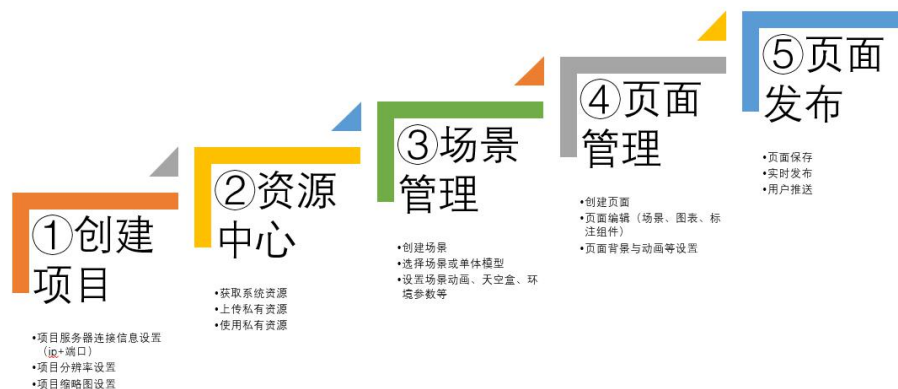 ①创建
项目
•项目服务器连接信息设置
（ip+端口）
•项目分辨率设置
•项目缩略图设置
②资源
中心
•获取系统资源
•上传私有资源
•使用私有资源
③场景
管理
•创建场景
•选择场景或单体模型
•设置场景动画、天空盒、环
境参数等
④页面
管理
•创建页面
•页面编辑（场景、图表、标
注组件）
•页面背景与动画等设置
⑤页面
发布
•页面保存
•实时发布
•用户推送